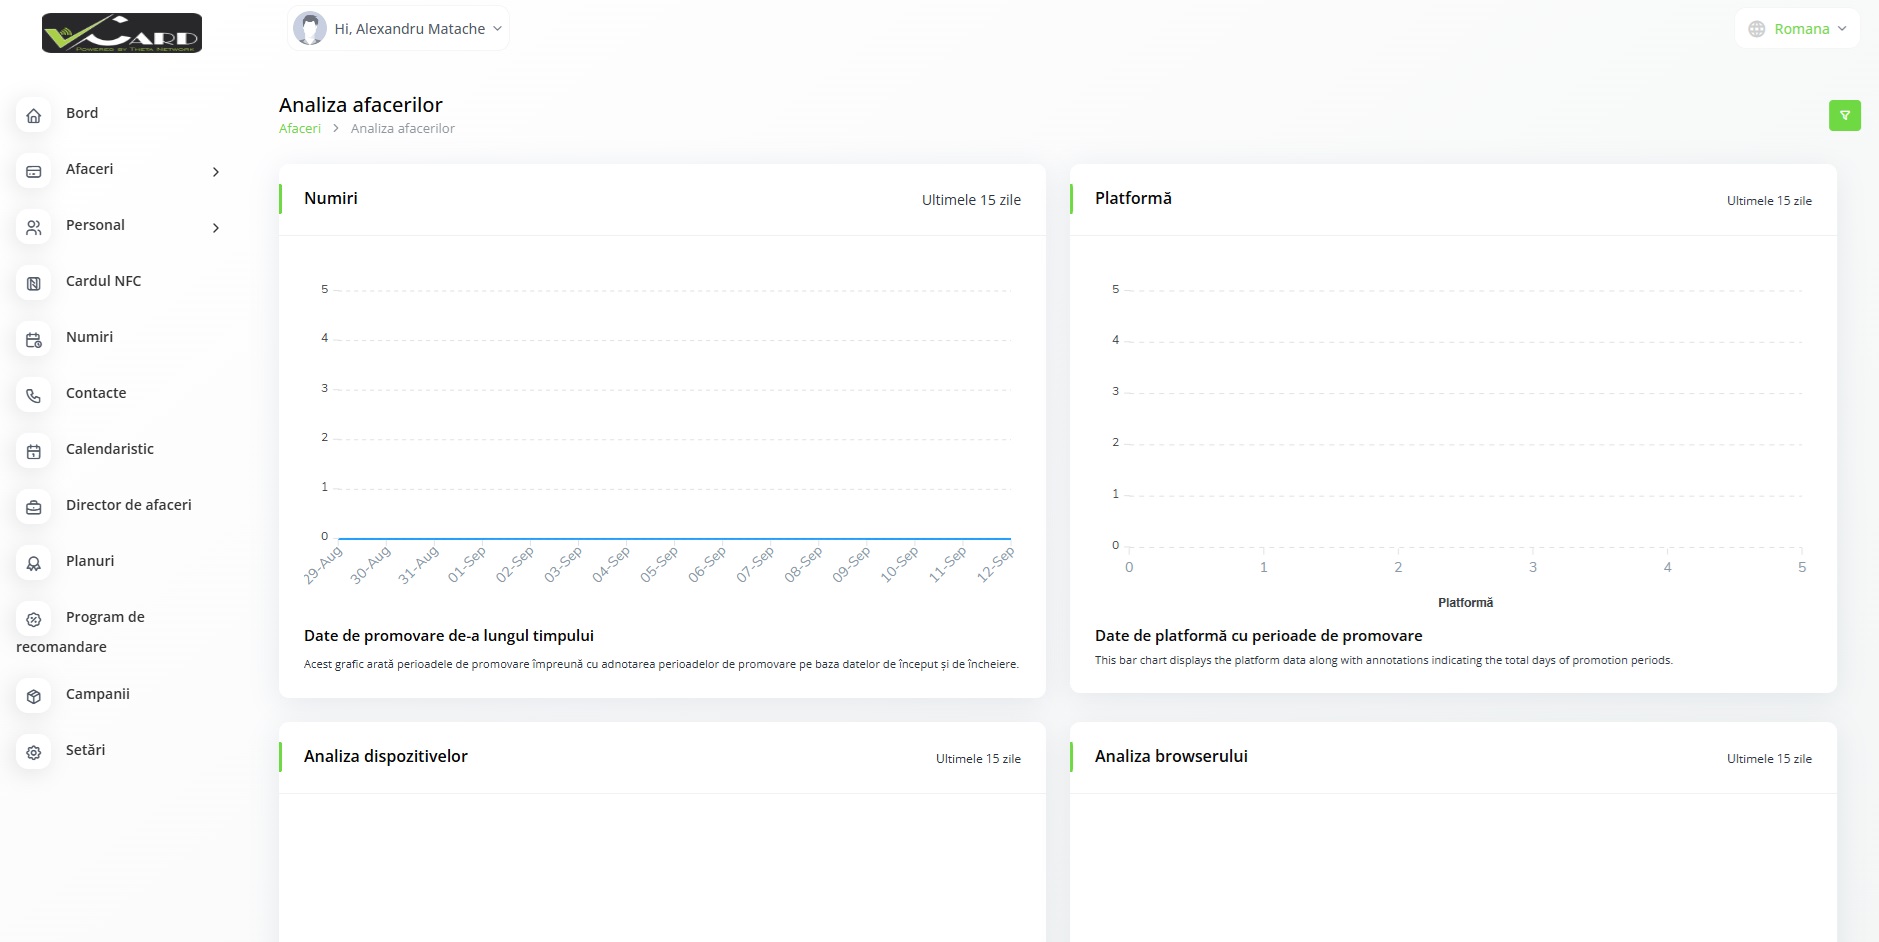 VCARD
POWERED BY THETA NETWORK
Hi, Alexandru Matache
Romana
Bord
Afaceri
Personal
Cardul NFC
Numiri
Contacte
Calendaristic
Director de afaceri
Planuri
Program de
recomandare
Campanii
Setări
Analiza afacerilor
Afaceri > Analiza afacerilor
Numiri
Ultimele 15 zile
5
4
3
2
1
0
29-Aug 30-Aug 31-Aug 01-Sep 02-Sep 03-Sep 04-Sep 05-Sep 06-Sep 07-Sep 08-Sep 09-Sep 10-Sep 11-Sep 12-Sep
Date de promovare de-a lungul timpului
Acest grafic arată perioadele de promovare împreună cu adnotarea perioadelor de promovare pe baza datelor de început și de încheiere.
Platformă
Ultimele 15 zile
5
4
3
2
1
0
0 1 2 3 4 5
Platformă
Date de platformă cu perioade de promovare
This bar chart displays the platform data along with annotations indicating the total days of promotion periods.
Analiza dispozitivelor
Ultimele 15 zile
Analiza browserului
Ultimele 15 zile